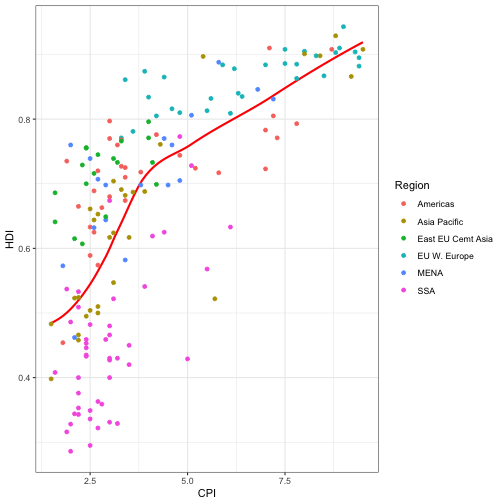 HDI
0.8
0.6
0.4
2.5 5.0 7.5
CPI
Region
Americas
Asia Pacific
East EU Cemt Asia
EU W. Europe
MENA
SSA